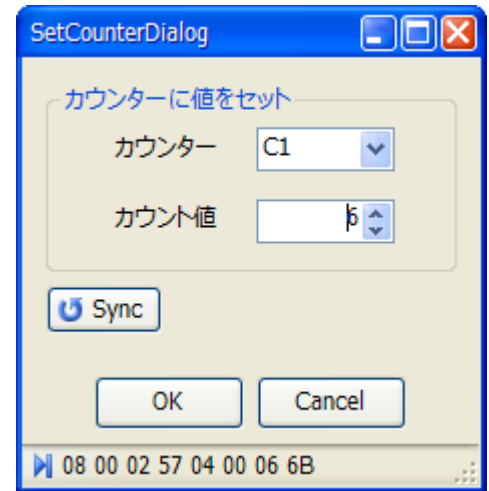 SetCounterDialog
カウンターに値をセット
カウンター C1
カウント値 6
Sync
OK Cancel
08 00 02 57 04 00 06 6B